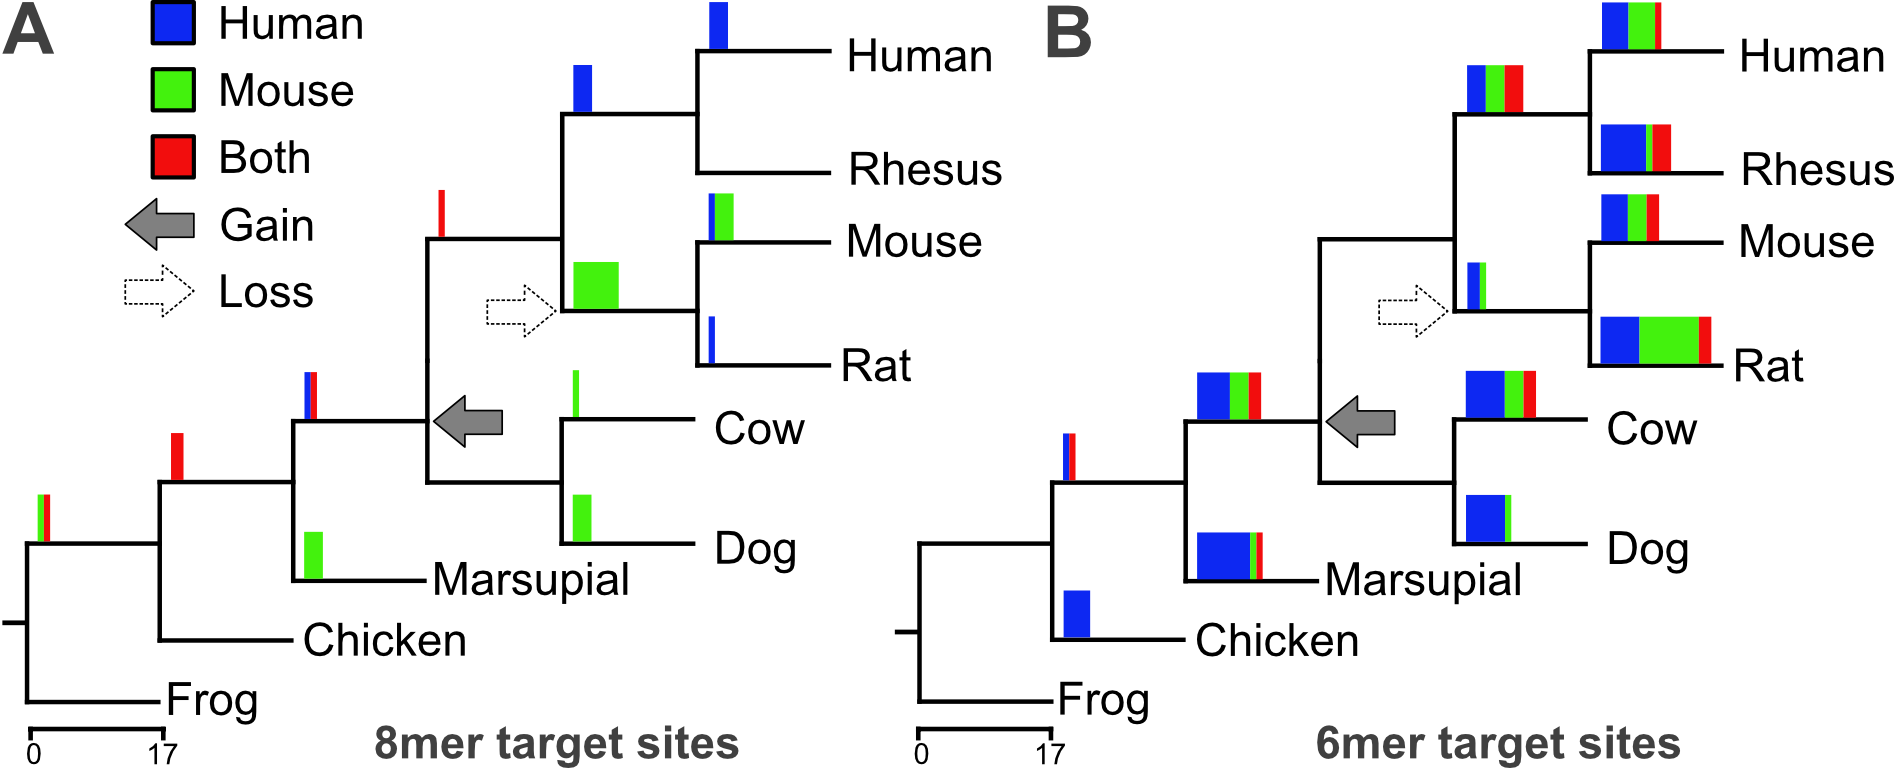 A
Human
Mouse
Both
Gain
Loss
Human
Rhesus
Mouse
Rat
Cow
Dog
Marsupial
Chicken
Frog
0 17
8mer target sites
B
Human
Rhesus
Mouse
Rat
Cow
Dog
Marsupial
Chicken
Frog
0 17
6mer target sites